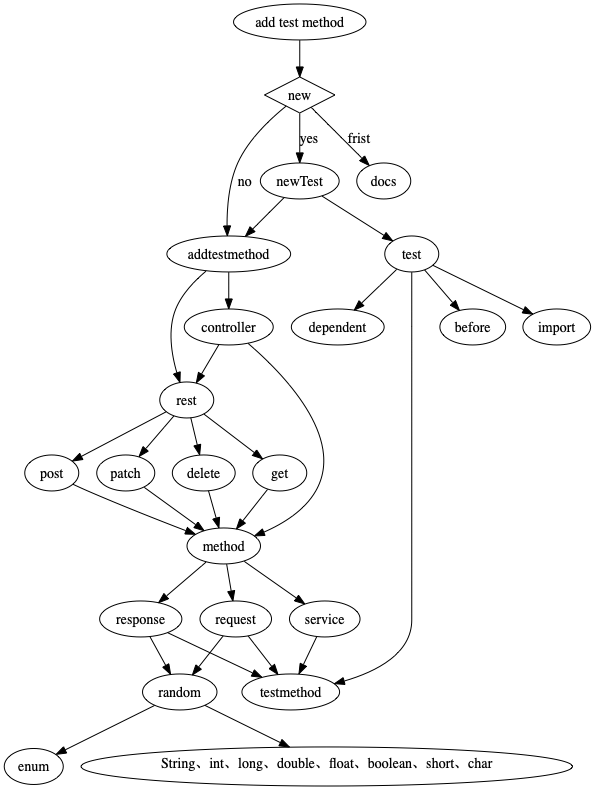 add test method
new
yes
frist
no
newTest
docs
addtestmethod
test
controller
dependent
before
import
rest
post
patch
delete
get
method
response
request
service
random
testmethod
enum
String、int、long、double、float、boolean、short、char